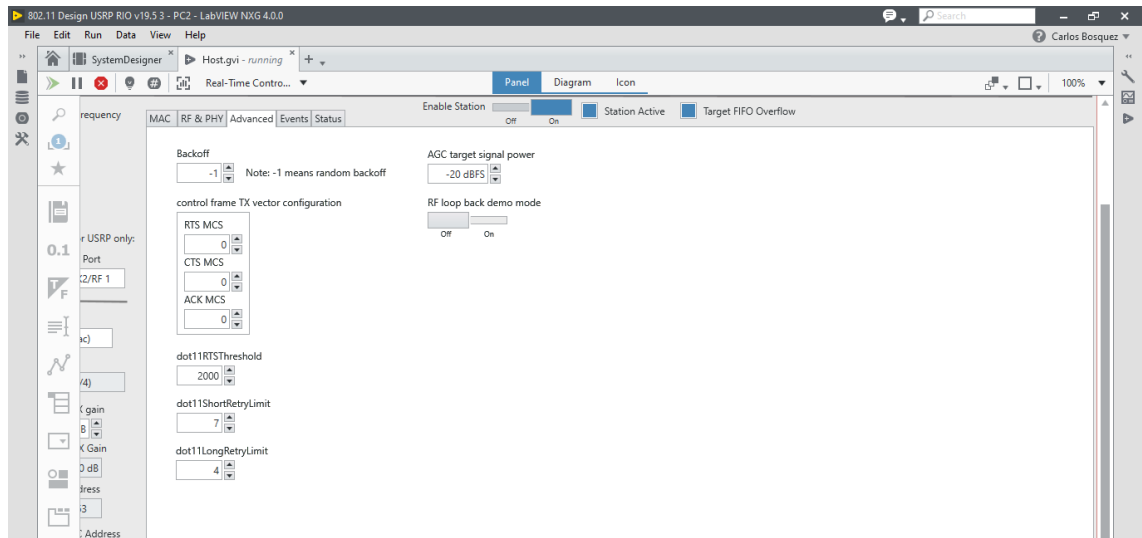 802.11 Design USRP RIO v19.5 3 - PC2 - LabVIEW NXG 4.0.0
Search
File Edit Run Data View Help
Carlos Bosquez
SystemDesigner
Host.gvi - running
Real-Time Contro...
Panel Diagram Icon
100%
requency
MAC RF & PHY Advanced Events Status
Enable Station
Off On
Station Active
Target FIFO Overflow
Backoff
-1
Note: -1 means random backoff
AGC target signal power
-20 dBFS
control frame TX vector configuration
RF loop back demo mode
Off On
RTS MCS
0
CTS MCS
0
ACK MCS
0
dot11RTSThreshold
2000
dot11ShortRetryLimit
7
dot11LongRetryLimit
4
1
0.1
T
F
r USRP only:
Port
2/RF 1
ac)
/4)
gain
B
X Gain
0 dB
dress
3
Address